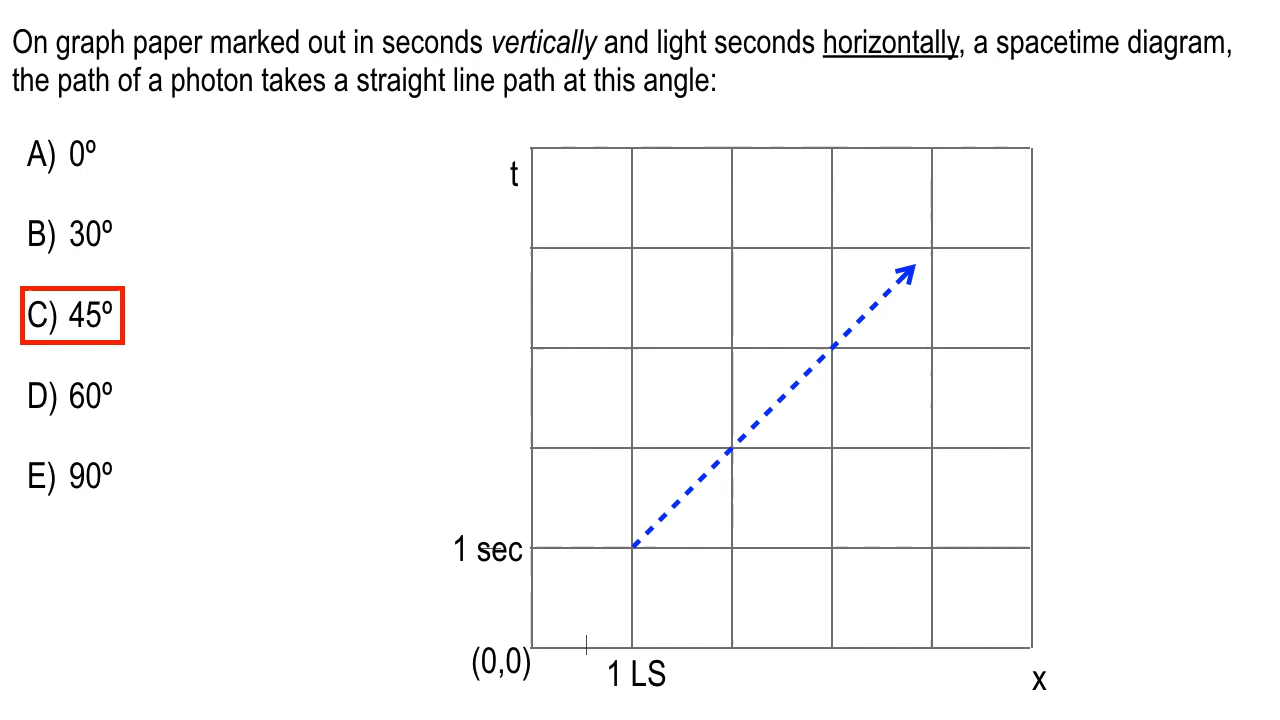 On graph paper marked out in seconds vertically and light seconds horizontally, a spacetime diagram,
the path of a photon takes a straight line path at this angle:
A) 0º
B) 30º
C) 45º
D) 60º
E) 90º
t
1 sec
(0,0)
1 LS
x